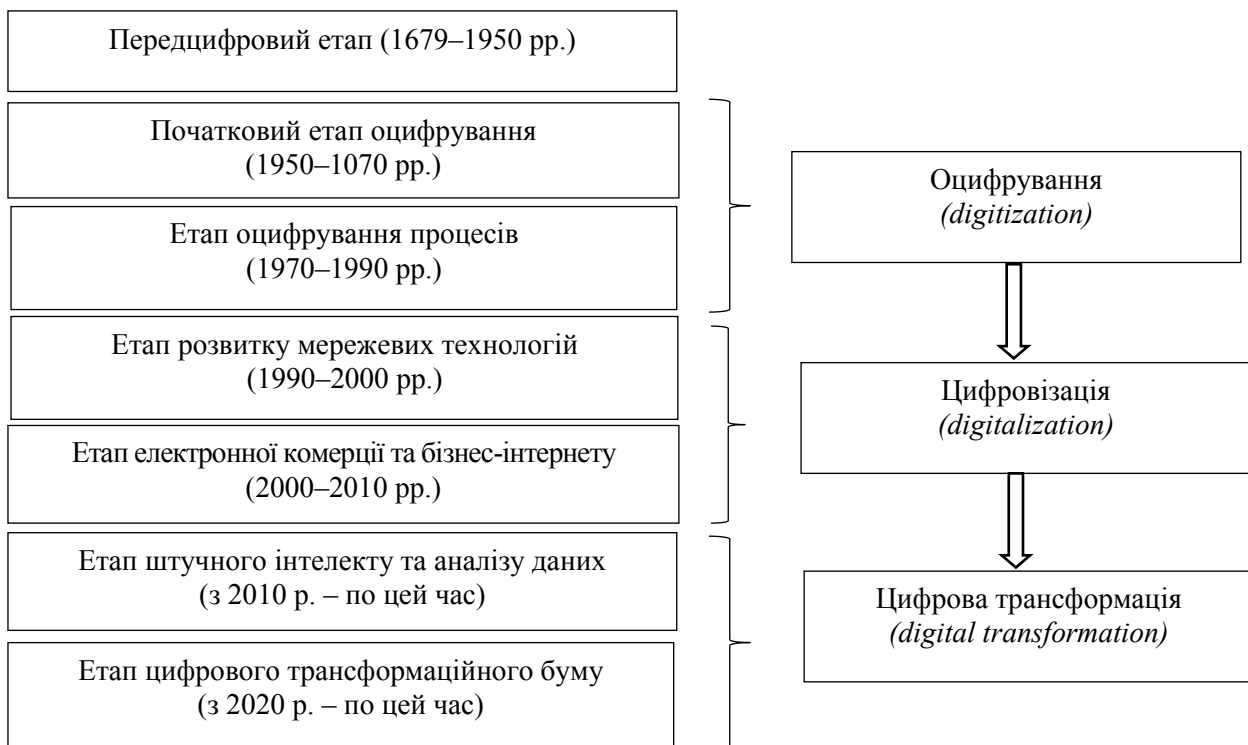 Передцифровий етап (1679–1950 рр.)
Початковий етап оцифрування
(1950–1070 рр.)
Етап оцифрування процесів
(1970–1990 рр.)
Етап розвитку мережевих технологій
(1990–2000 рр.)
Етап електронної комерції та бізнес-інтернету
(2000–2010 рр.)
Етап штучного інтелекту та аналізу даних
(з 2010 р. – по цей час)
Етап цифрового трансформаційного буму
(з 2020 р. – по цей час)
Оцифрування
(digitization)
Цифровізація
(digitalization)
Цифрова трансформація
(digital transformation)